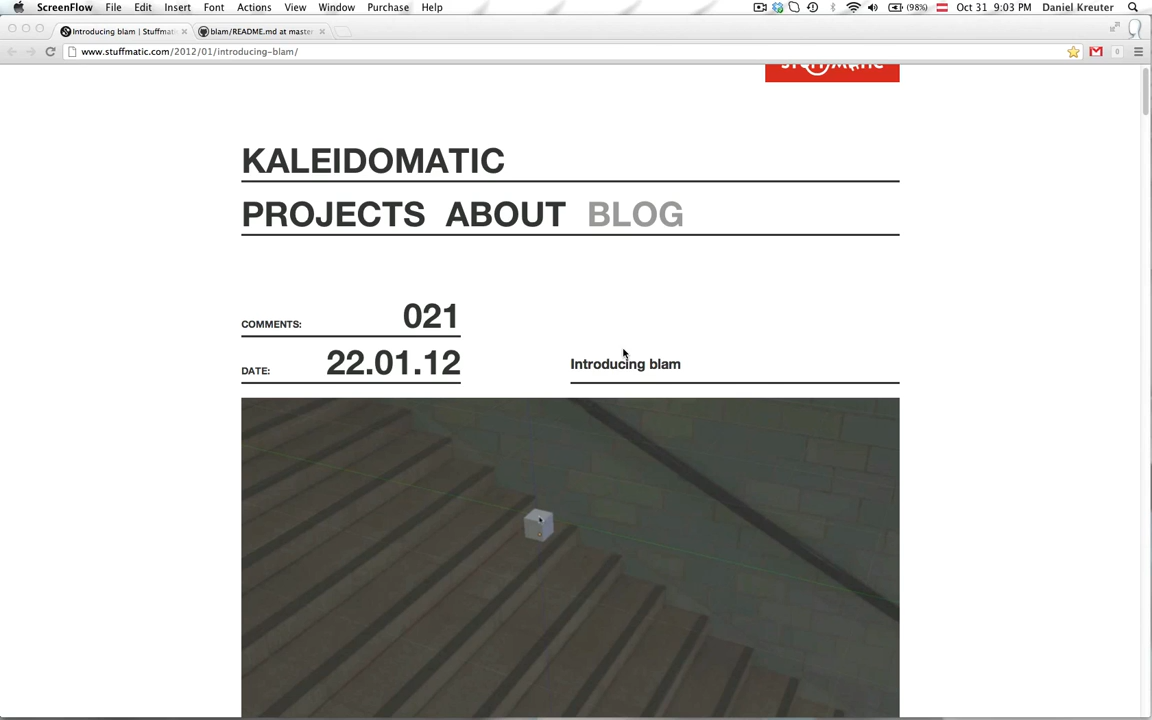 ScreenFlow File Edit Insert Font Actions View Window Purchase Help (98%) Oct 31 9:03 PM Daniel Kreuter
Introducing blam | Stuffmati blam/README.md at master
www.stuffmatic.com/2012/01/introducing-blam/
KALEIDOMATIC
PROJECTS ABOUT BLOG
COMMENTS: 021
DATE: 22.01.12
Introducing blam